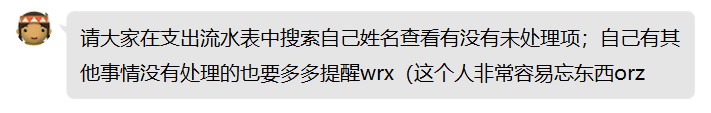 请大家在支出流水表中搜索自己姓名查看有没有未处理项；自己有其
他事情没有处理的也要多多提醒wrx（这个人非常容易忘东西orz